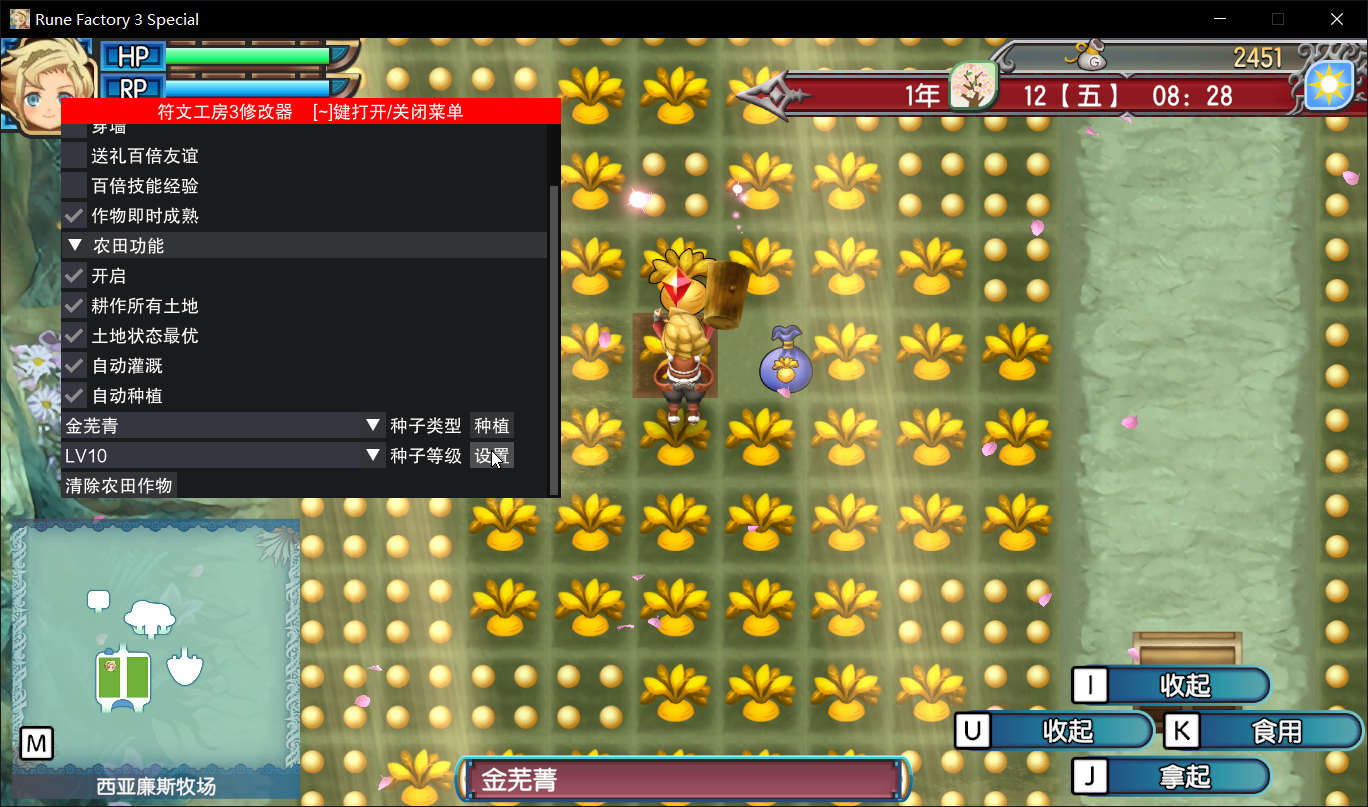 Rune Factory 3 Special
HP
RP
2451
1年 12【五】 08:28
符文工房3修改器 [~]键打开/关闭菜单
穿墙
送礼百倍友谊
百倍技能经验
作物即时成熟
▼ 农田功能
开启
耕作所有土地
土地状态最优
自动灌溉
自动种植
金芜青 ▼ 种子类型 种植
LV10 ▼ 种子等级 设置
清除农田作物
I 收起
U 收起
K 食用
J 拿起
M
西亚廉斯牧场
金芜菁